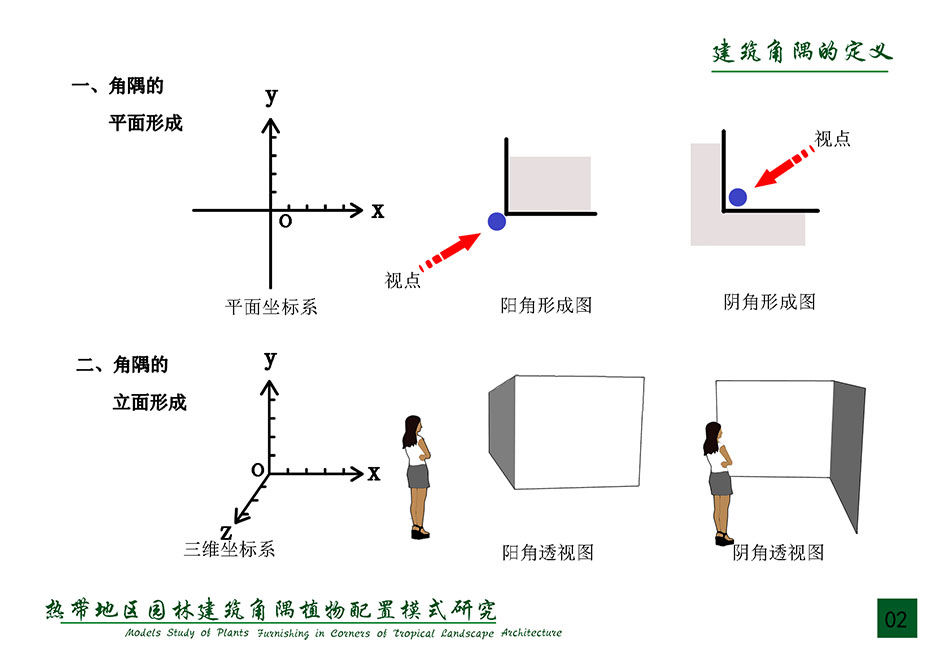 建筑角隅的定义
一、角隅的
平面形成
y
x
O
平面坐标系
视点
阳角形成图
视点
阴角形成图
二、角隅的
立面形成
y
O
x
z
三维坐标系
阳角透视图
阴角透视图
热带地区园林建筑角隅植物配置模式研究
Models Study of Plants Furnishing in Corners of Tropical Landscape Architecture
02